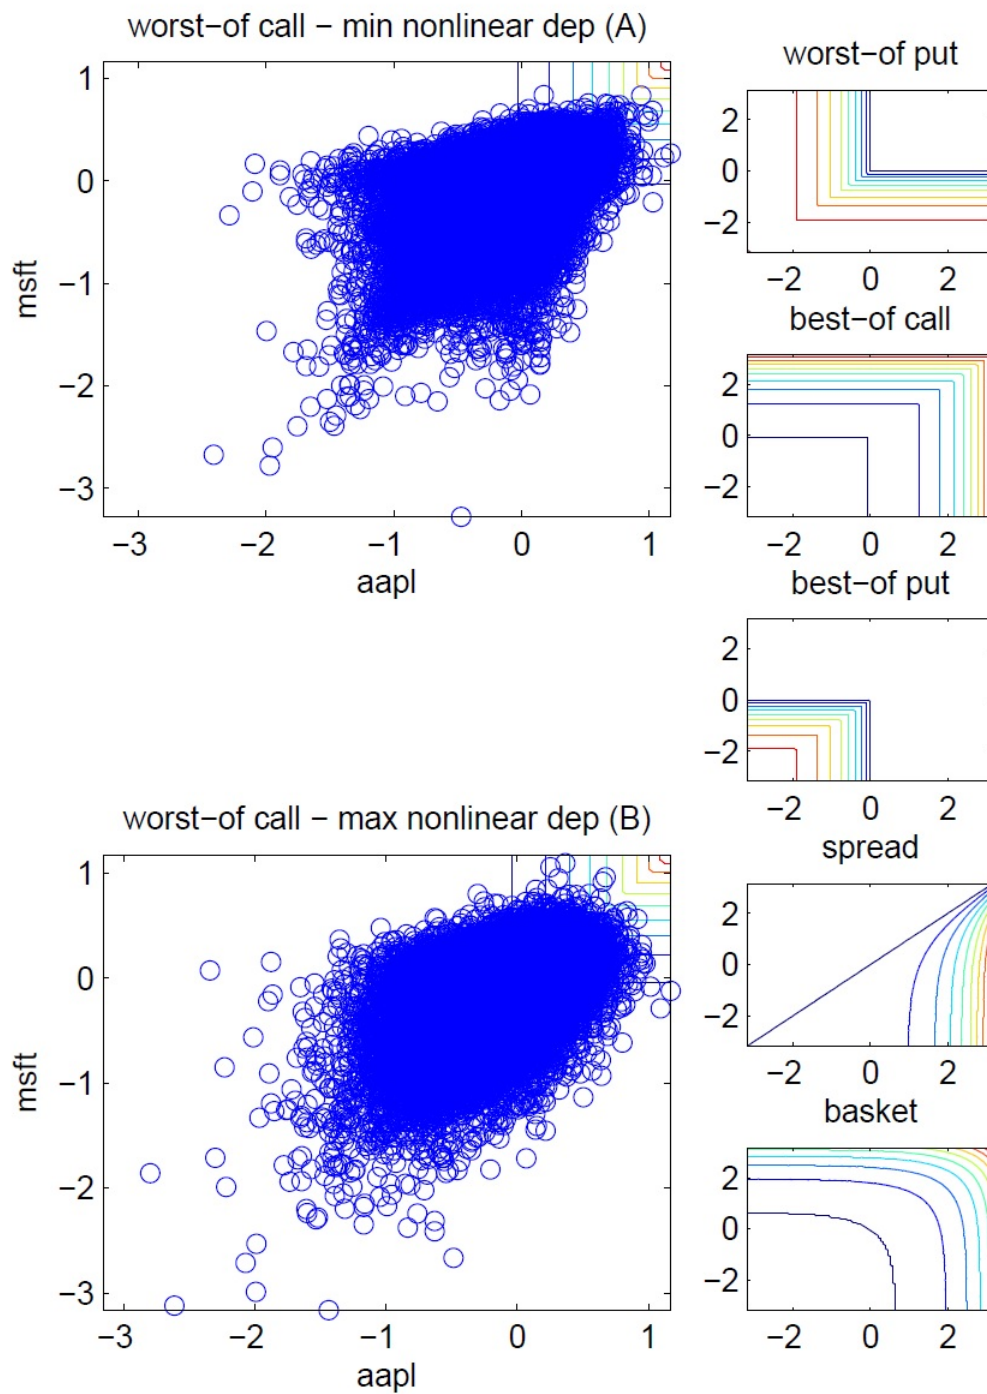 worst−of call − min nonlinear dep (A)
1
0
−1
−2
−3
msft
−3 −2 −1 0 1
aapl
worst−of put
2
0
−2
−2 0 2
best−of call
2
0
−2
−2 0 2
best−of put
2
0
−2
−2 0 2
worst−of call − max nonlinear dep (B)
1
0
−1
−2
−3
msft
−3 −2 −1 0 1
aapl
spread
2
0
−2
−2 0 2
basket
2
0
−2
−2 0 2